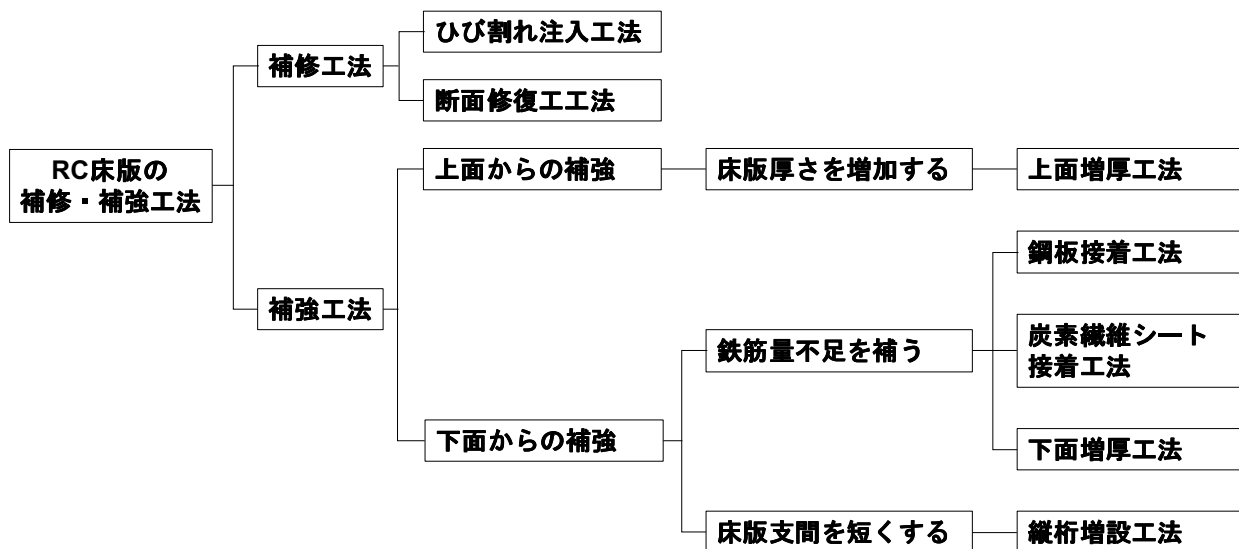 RC床版の
補修・補強工法
補修工法
ひび割れ注入工法
断面修復工工法
補強工法
上面からの補強
床版厚さを増加する
上面増厚工法
下面からの補強
鉄筋量不足を補う
鋼板接着工法
炭素繊維シート
接着工法
下面増厚工法
床版支間を短くする
縦桁増設工法